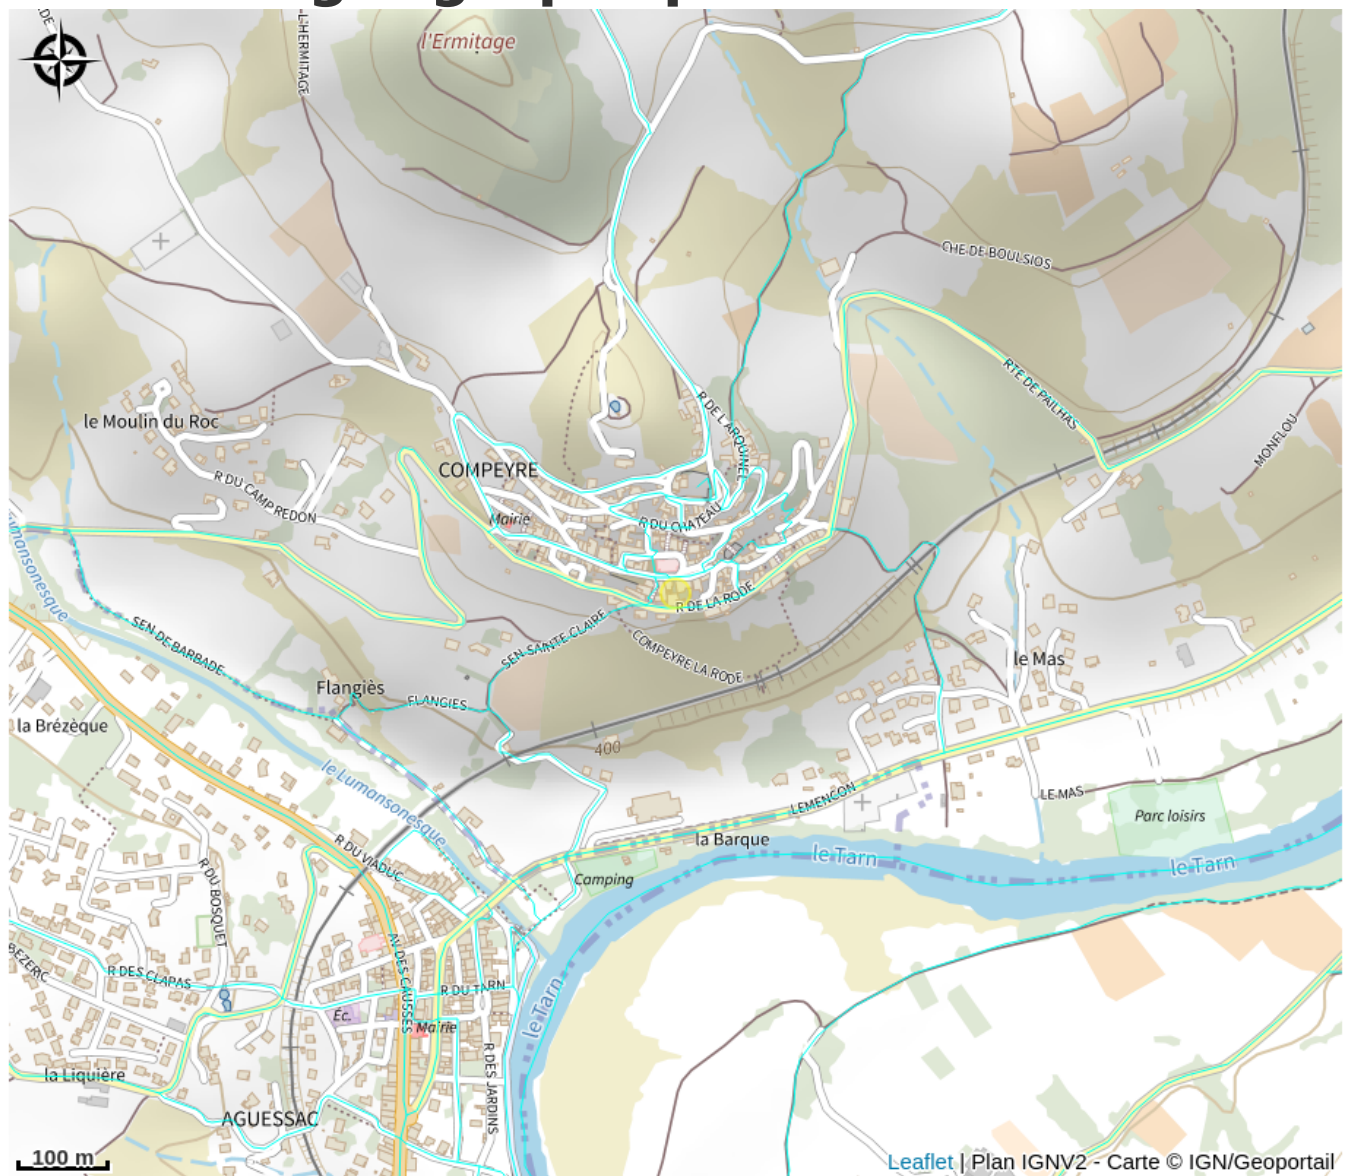 L'HERMITAGE
l'Ermitage
CHE DE BOULSIOS
RTE DE PAILHAS
MONFLOU
le Moulin du Roc
R DE L'ARQUINEL
COMPEYRE
R DU CAMP REDON
Mairie
R DU CHATEAU
R DE LA RODE
SEN SAINTE CLAIRE
COMPEYRE LA RODE
SEN DE BARBADE
le Mas
Flangiès
FLANGIES
la Brézèque
400
le Lumansonesque
LEMENCON
LE MAS
Parc loisirs
la Barque
le Tarn
le Tarn
R DU VIADUC
Camping
R DU BOSQUET
AV DES CAUSSES
R DES CLAPAS
R DU TARN
le Tarn
Éc.
Mairie
R DES JARDINS
la Liquière
AGUESSAC
100 m
Leaflet | Plan IGNV2 - Carte © IGN/Geoportail